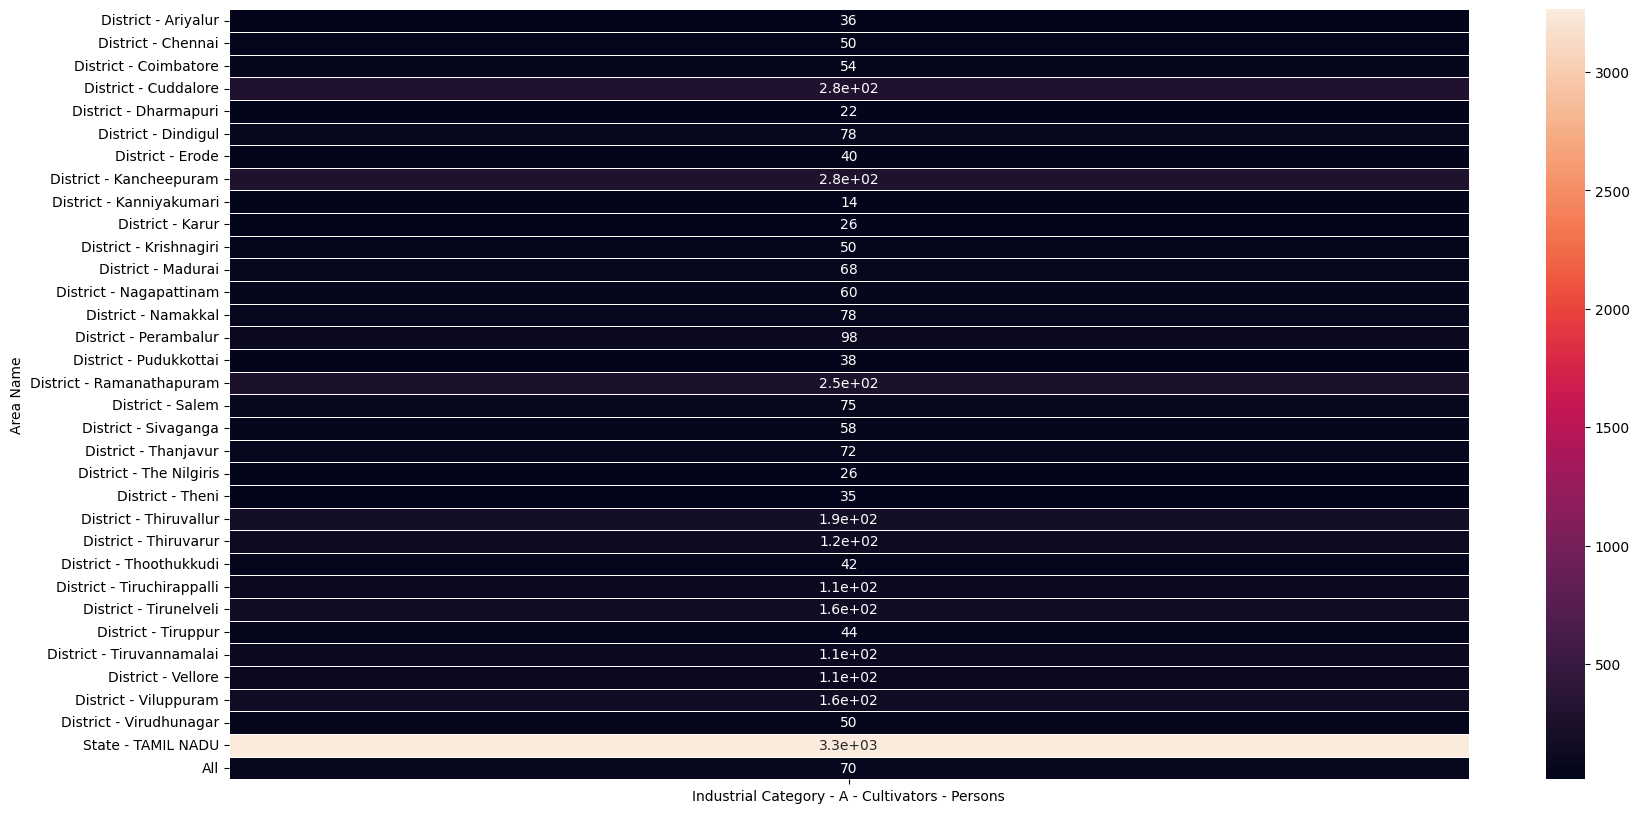 Area Name
District - Ariyalur 36
District - Chennai 50
District - Coimbatore 54
District - Cuddalore 2.8e+02
District - Dharmapuri 22
District - Dindigul 78
District - Erode 40
District - Kancheepuram 2.8e+02
District - Kanniyakumari 14
District - Karur 26
District - Krishnagiri 50
District - Madurai 68
District - Nagapattinam 60
District - Namakkal 78
District - Perambalur 98
District - Pudukkottai 38
District - Ramanathapuram 2.5e+02
District - Salem 75
District - Sivaganga 58
District - Thanjavur 72
District - The Nilgiris 26
District - Theni 35
District - Thiruvallur 1.9e+02
District - Thiruvarur 1.2e+02
District - Thoothukkudi 42
District - Tiruchirappalli 1.1e+02
District - Tirunelveli 1.6e+02
District - Tiruppur 44
District - Tiruvannamalai 1.1e+02
District - Vellore 1.1e+02
District - Viluppuram 1.6e+02
District - Virudhunagar 50
State - TAMIL NADU 3.3e+03
All 70
Industrial Category - A - Cultivators - Persons
3000
2500
2000
1500
1000
500